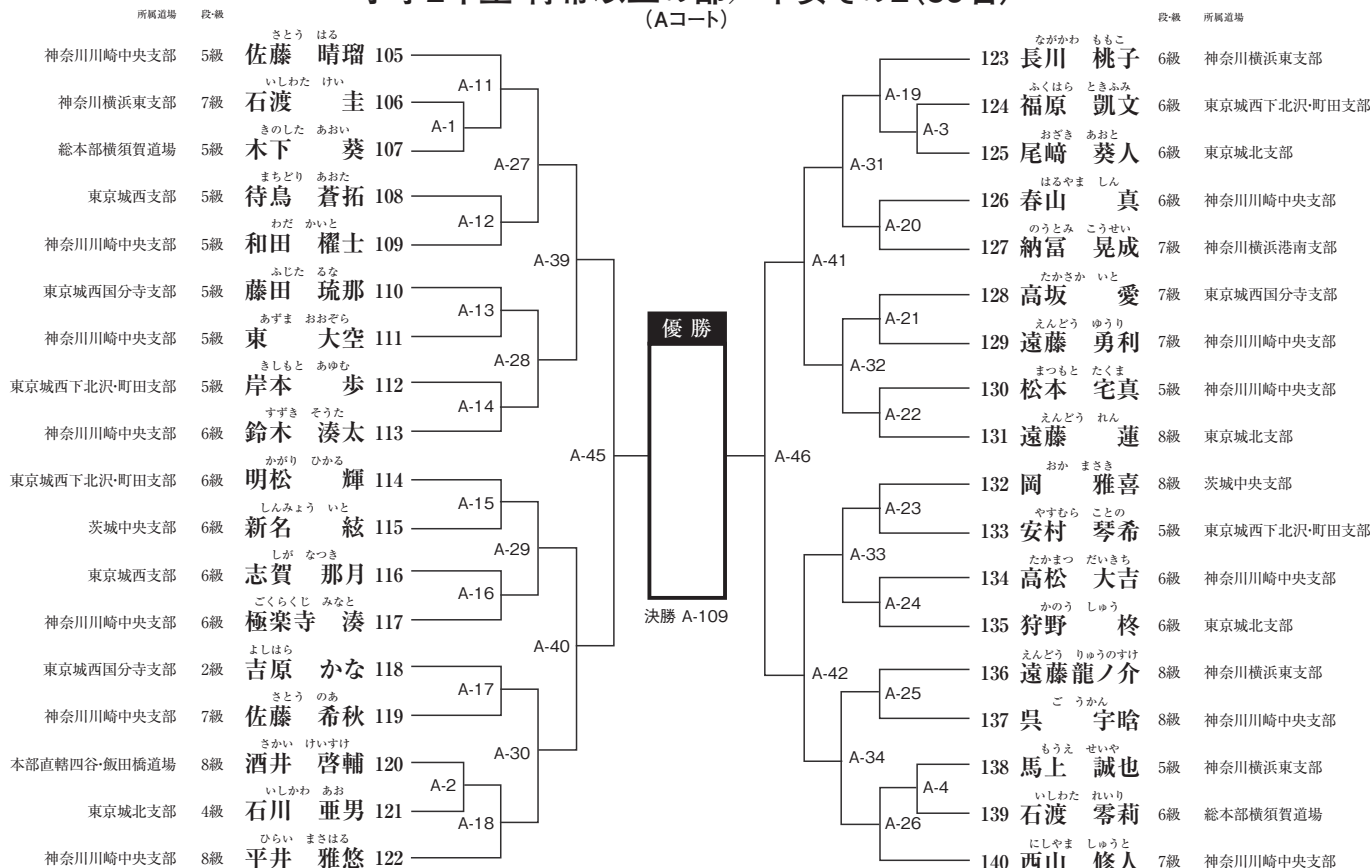 (Aコート)
所属道場 段・級
神奈川川崎中央支部 5級 佐藤 晴瑠 105
さとう はる
神奈川横浜東支部 7級 石渡 圭 106
いしわた けい
総本部横須賀道場 5級 木下 葵 107
きのした あおい
東京城西支部 5級 待鳥 蒼拓 108
まちどり あおた
神奈川川崎中央支部 5級 和田 櫂士 109
わだ かいと
東京城西国分寺支部 5級 藤田 琉那 110
ふじた るな
神奈川川崎中央支部 5級 東 大空 111
あずま おおぞら
東京城西下北沢・町田支部 5級 岸本 歩 112
きしもと あゆむ
神奈川川崎中央支部 6級 鈴木 湊太 113
すずき そうた
東京城西下北沢・町田支部 6級 明松 輝 114
かがり ひかる
茨城中央支部 6級 新名 絃 115
しんみょう いと
東京城西支部 6級 志賀 那月 116
しが なつき
神奈川川崎中央支部 6級 極楽寺 湊 117
ごくらくじ みなと
東京城西国分寺支部 2級 吉原 かな 118
よしはら
神奈川川崎中央支部 7級 佐藤 希秋 119
さとう のあ
本部直轄四谷・飯田橋道場 8級 酒井 啓輔 120
さかい けいすけ
東京城北支部 4級 石川 亜男 121
いしかわ あお
神奈川川崎中央支部 8級 平井 雅悠 122
ひらい まさはる
A-11
A-1
A-27
A-12
A-39
A-13
A-28
A-14
A-45
A-15
A-29
A-16
A-40
A-17
A-30
A-2
A-18
優勝
決勝 A-109
A-19
A-3
A-31
A-20
A-41
A-21
A-32
A-22
A-46
A-23
A-33
A-24
A-42
A-25
A-34
A-4
A-26
段・級 所属道場
ながかわ ももこ
123 長川 桃子 6級 神奈川横浜東支部
ふくはら ときふみ
124 福原 凱文 6級 東京城西下北沢・町田支部
おざき あおと
125 尾﨑 葵人 6級 東京城北支部
はるやま しん
126 春山 真 6級 神奈川川崎中央支部
のうとみ こうせい
127 納冨 晃成 7級 神奈川横浜港南支部
たかさか いと
128 高坂 愛 7級 東京城西国分寺支部
えんどう ゆうり
129 遠藤 勇利 7級 神奈川川崎中央支部
まつもと たくま
130 松本 宅真 5級 神奈川川崎中央支部
えんどう れん
131 遠藤 蓮 8級 東京城北支部
おか まさき
132 岡 雅喜 8級 茨城中央支部
やすむら ことの
133 安村 琴希 5級 東京城西下北沢・町田支部
たかまつ だいきち
134 高松 大吉 6級 神奈川川崎中央支部
かのう しゅう
135 狩野 柊 6級 東京城北支部
えんどう りゅうのすけ
136 遠藤龍ノ介 8級 神奈川横浜東支部
ご うかん
137 呉 宇晗 8級 神奈川川崎中央支部
もうえ せいや
138 馬上 誠也 5級 神奈川横浜東支部
いしわた れいり
139 石渡 零莉 6級 総本部横須賀道場
にしやま しゅうと
140 西山 修人 7級 神奈川川崎中央支部